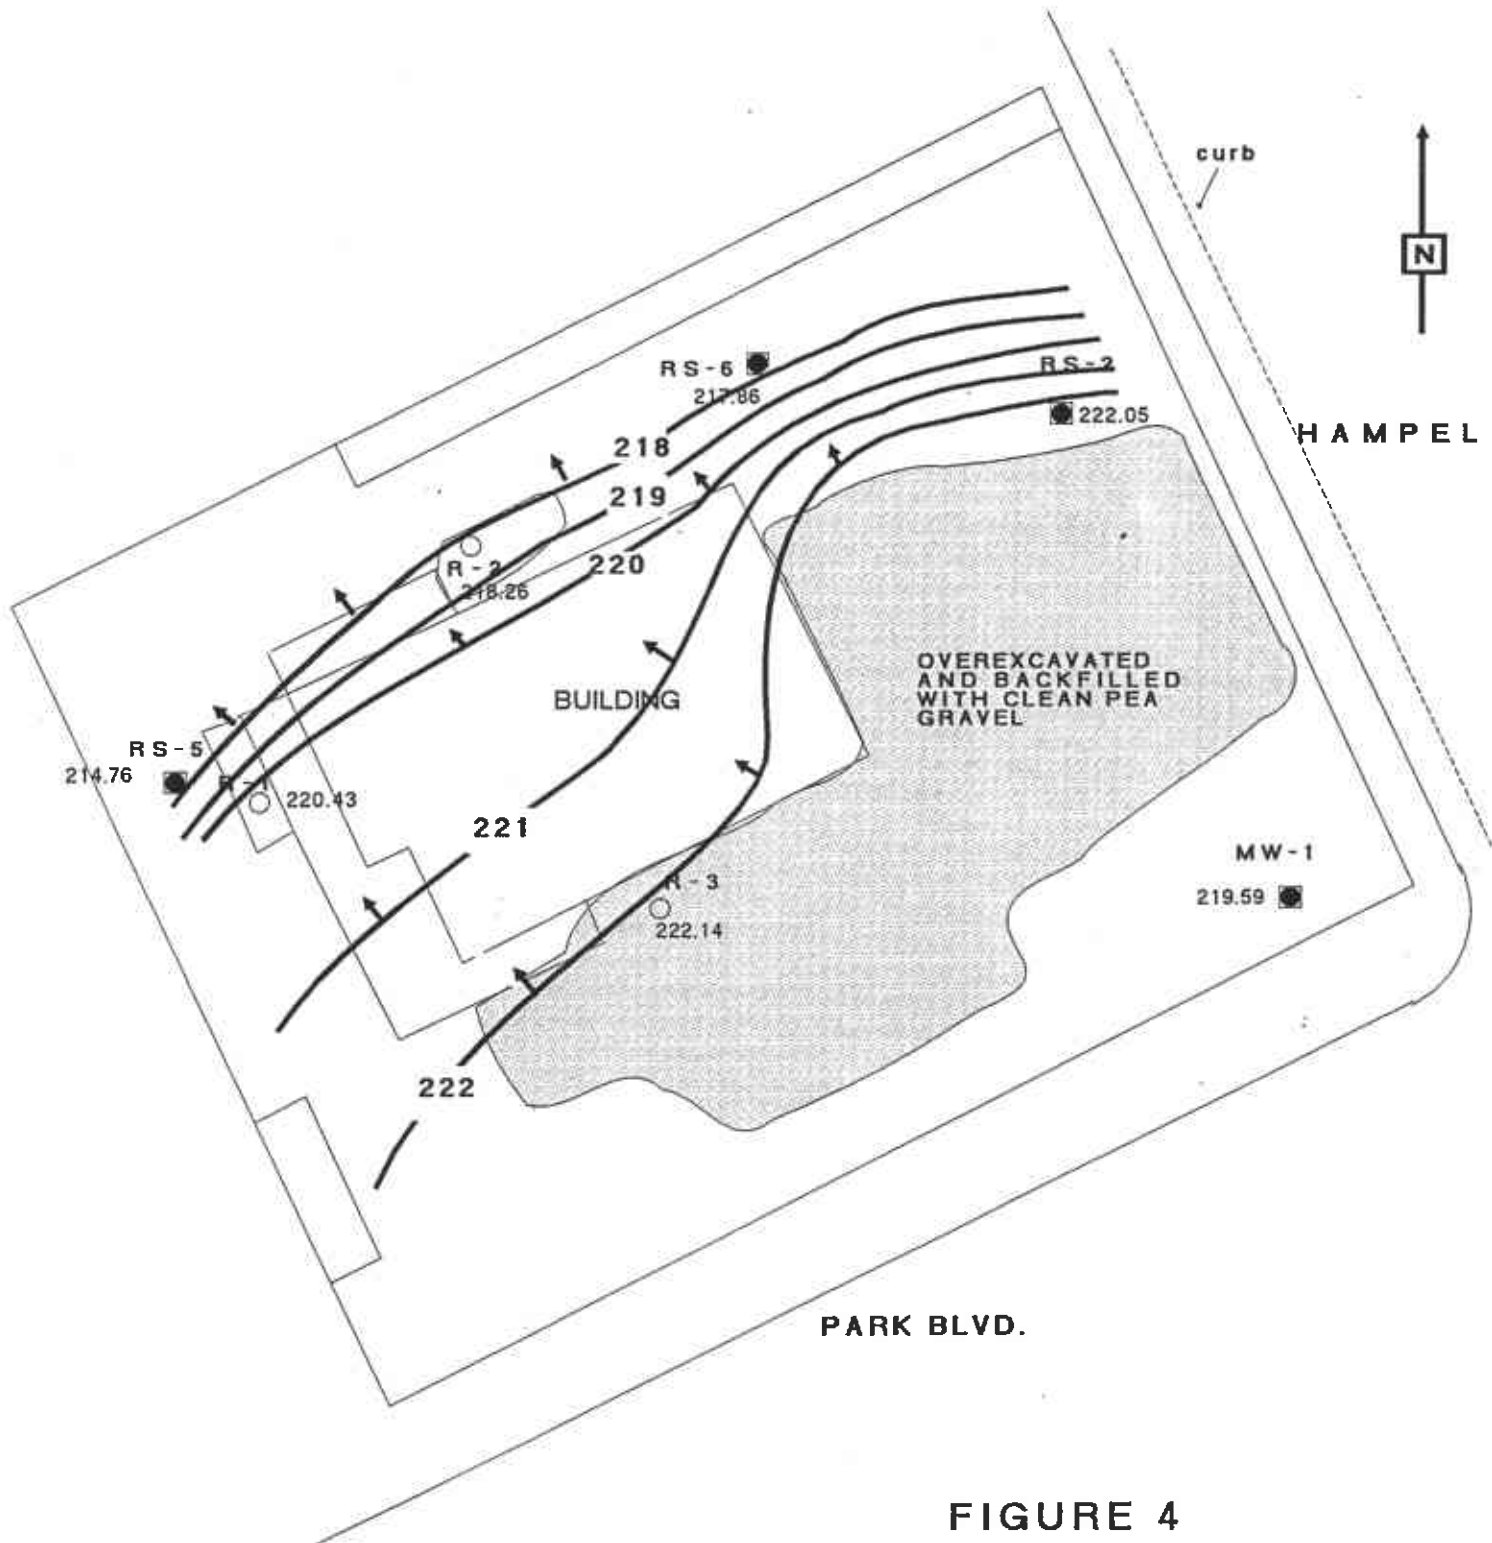 curb
N
RS-6
217.86
RS-2
222.05
HAMPEL
218
219
220
R-2
218.26
OVEREXCAVATED
AND BACKFILLED
WITH CLEAN PEA
GRAVEL
BUILDING
RS-5
214.76
R-1
220.43
221
MW-1
219.59
R-3
222.14
222
PARK BLVD.
FIGURE 4